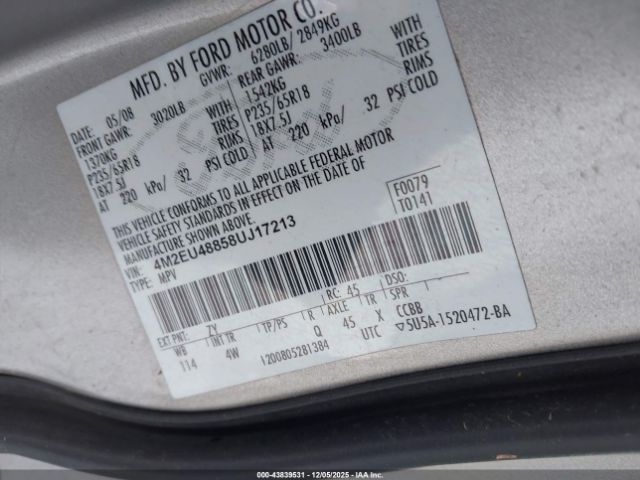 MFD. BY FORD MOTOR CO.
DATE: 05/08 GVWR: 6280LB/ 2849KG
FRONT GAWR: 3020LB REAR GAWR: 3400LB
1370KG WITH 1542KG WITH
P235/65R18 TIRES P235/65R18 TIRES
18X7.5J RIMS 18X7.5J RIMS
AT 220 kPa/ 32 PSI COLD AT 220 kPa/ 32 PSI COLD
THIS VEHICLE CONFORMS TO ALL APPLICABLE FEDERAL MOTOR
VEHICLE SAFETY STANDARDS IN EFFECT ON THE DATE OF
MANUFACTURE SHOWN ABOVE.
VIN: 4M2EU48858UJ17213 F0079
TYPE: MPV T0141
EXT PNT: ZY RC: 45 DSO:
WB INT TR TP/PS R AXLE TR SPR
114 4W Q 45 X CCBB
1200805281384 UTC ▽5U5A-1520472-BA
000-43839531 - 12/05/2025 - IAAI.COM